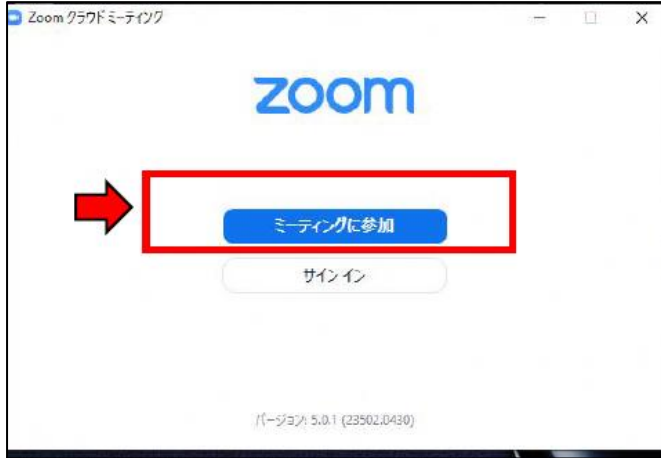 Zoom クラウドミーティング
zoom
ミーティングに参加
サインイン
バージョン: 5.0.1 (23502.0430)